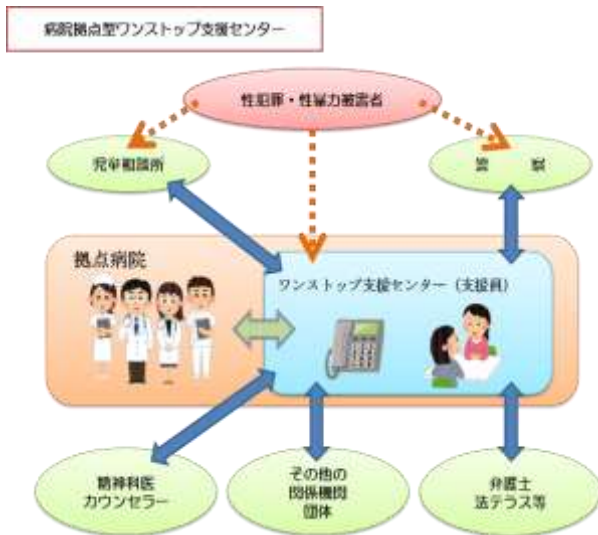 病院拠点型ワンストップ支援センター
性犯罪・性暴力被害者
児童相談所
警 察
拠点病院
ワンストップ支援センター（支援員）
精神科医
カウンセラー
その他の
関係機関
団体
弁護士
法テラス等